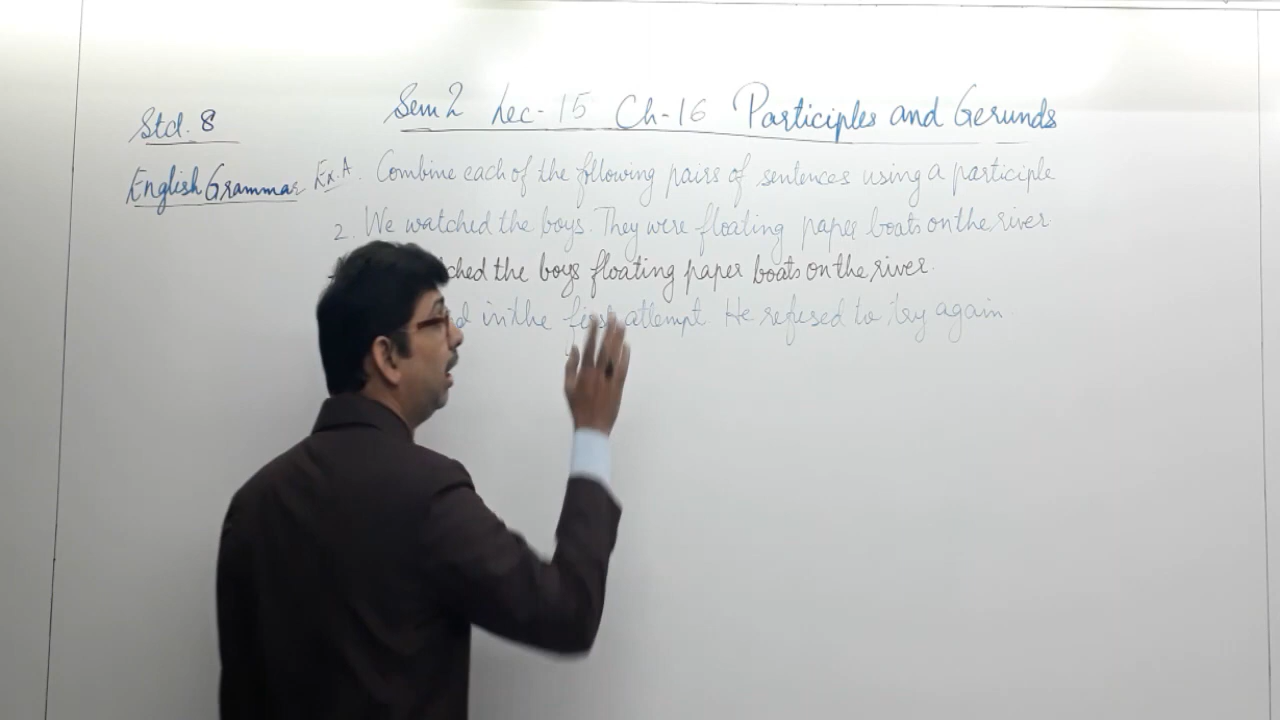 Sem 2 Lec-15 Ch-16 Participles and Gerunds
Std. 8
English Grammar
Ex. A. Combine each of the following pairs of sentences using a participle
2. We watched the boys. They were floating paper boats on the river
ched the boys floating paper boats on the river.
d in the first attempt. He refused to try again.